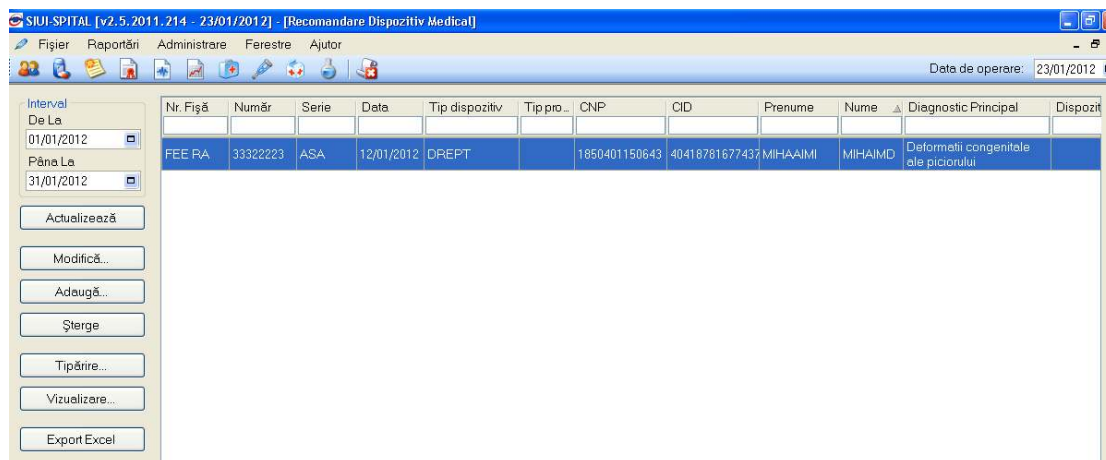 SIUI-SPITAL [v2.5.2011.214 - 23/01/2012] - [Recomandare Dispozitiv Medical]
Fişier Raportări Administrare Ferestre Ajutor
Data de operare: 23/01/2012
Interval
De La
01/01/2012
Pâna La
31/01/2012
Actualizează
Modifică...
Adaugă...
Şterge
Tipărire...
Vizualizare...
Export Excel
Nr. Fişă Număr Serie Data Tip dispozitiv Tip pro... CNP CID Prenume Nume Diagnostic Principal Dispozit
FEE RA 33322223 ASA 12/01/2012 DREPT 1850401150643 40418781677437 MIHAAIMI MIHAIMD Deformatii congenitale
ale piciorului